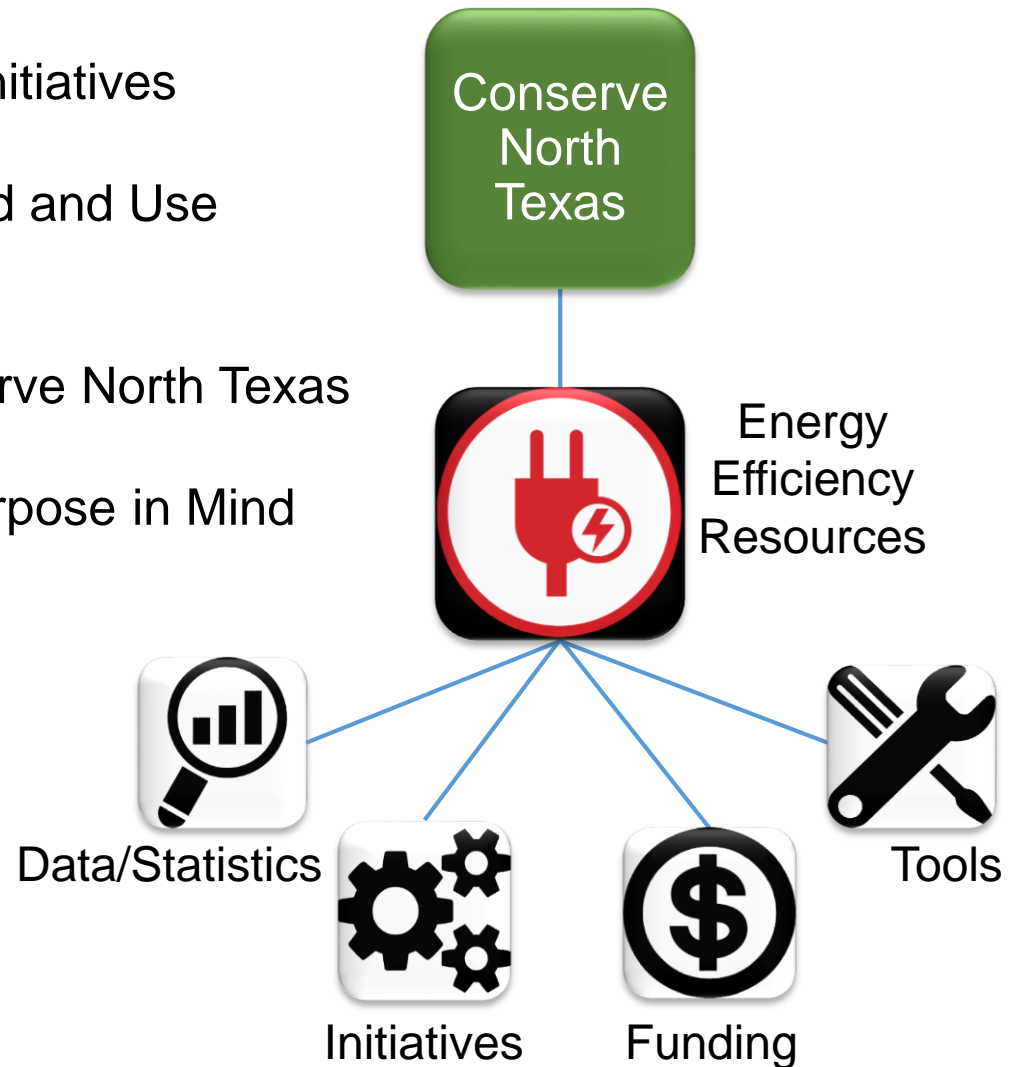 nitiatives
d and Use
rve North Texas
rpose in Mind
Conserve
North
Texas
Energy
Efficiency
Resources
Data/Statistics
Tools
Initiatives
Funding